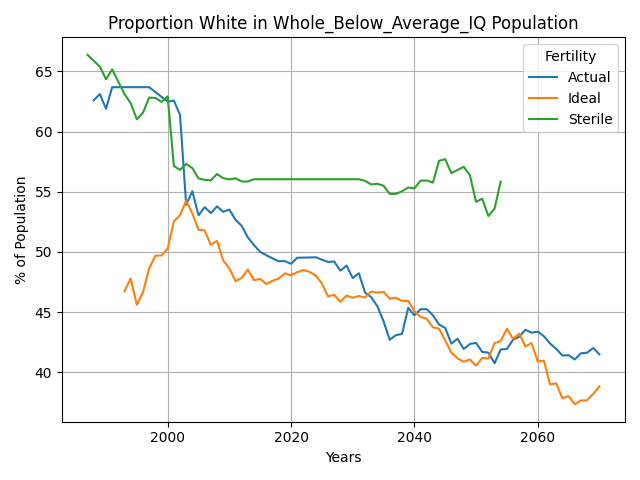 Proportion White in Whole_Below_Average_IQ Population
Fertility
Actual
Ideal
Sterile
% of Population
65
60
55
50
45
40
2000
2020
2040
2060
Years